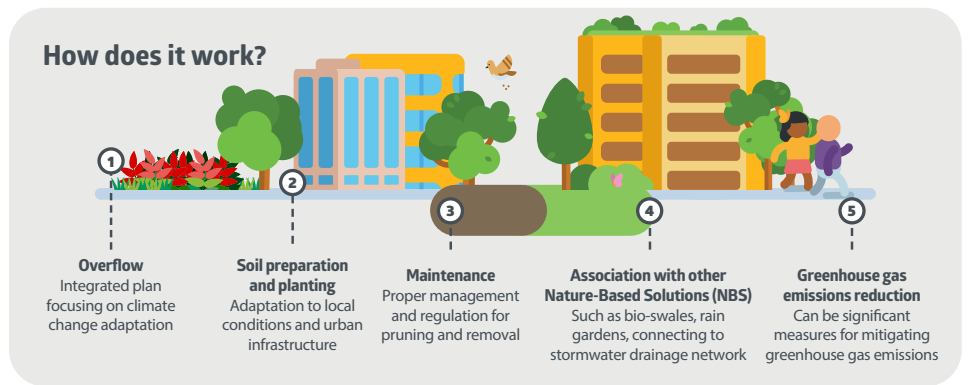 How does it work?
1
2
3
4
5
Overflow
Integrated plan
focusing on climate
change adaptation
Soil preparation
and planting
Adaptation to local
conditions and urban
infrastructure
Maintenance
Proper management
and regulation for
pruning and removal
Association with other
Nature-Based Solutions (NBS)
Such as bio-swales, rain
gardens, connecting to
stormwater drainage network
Greenhouse gas
emissions reduction
Can be significant
measures for mitigating
greenhouse gas emissions